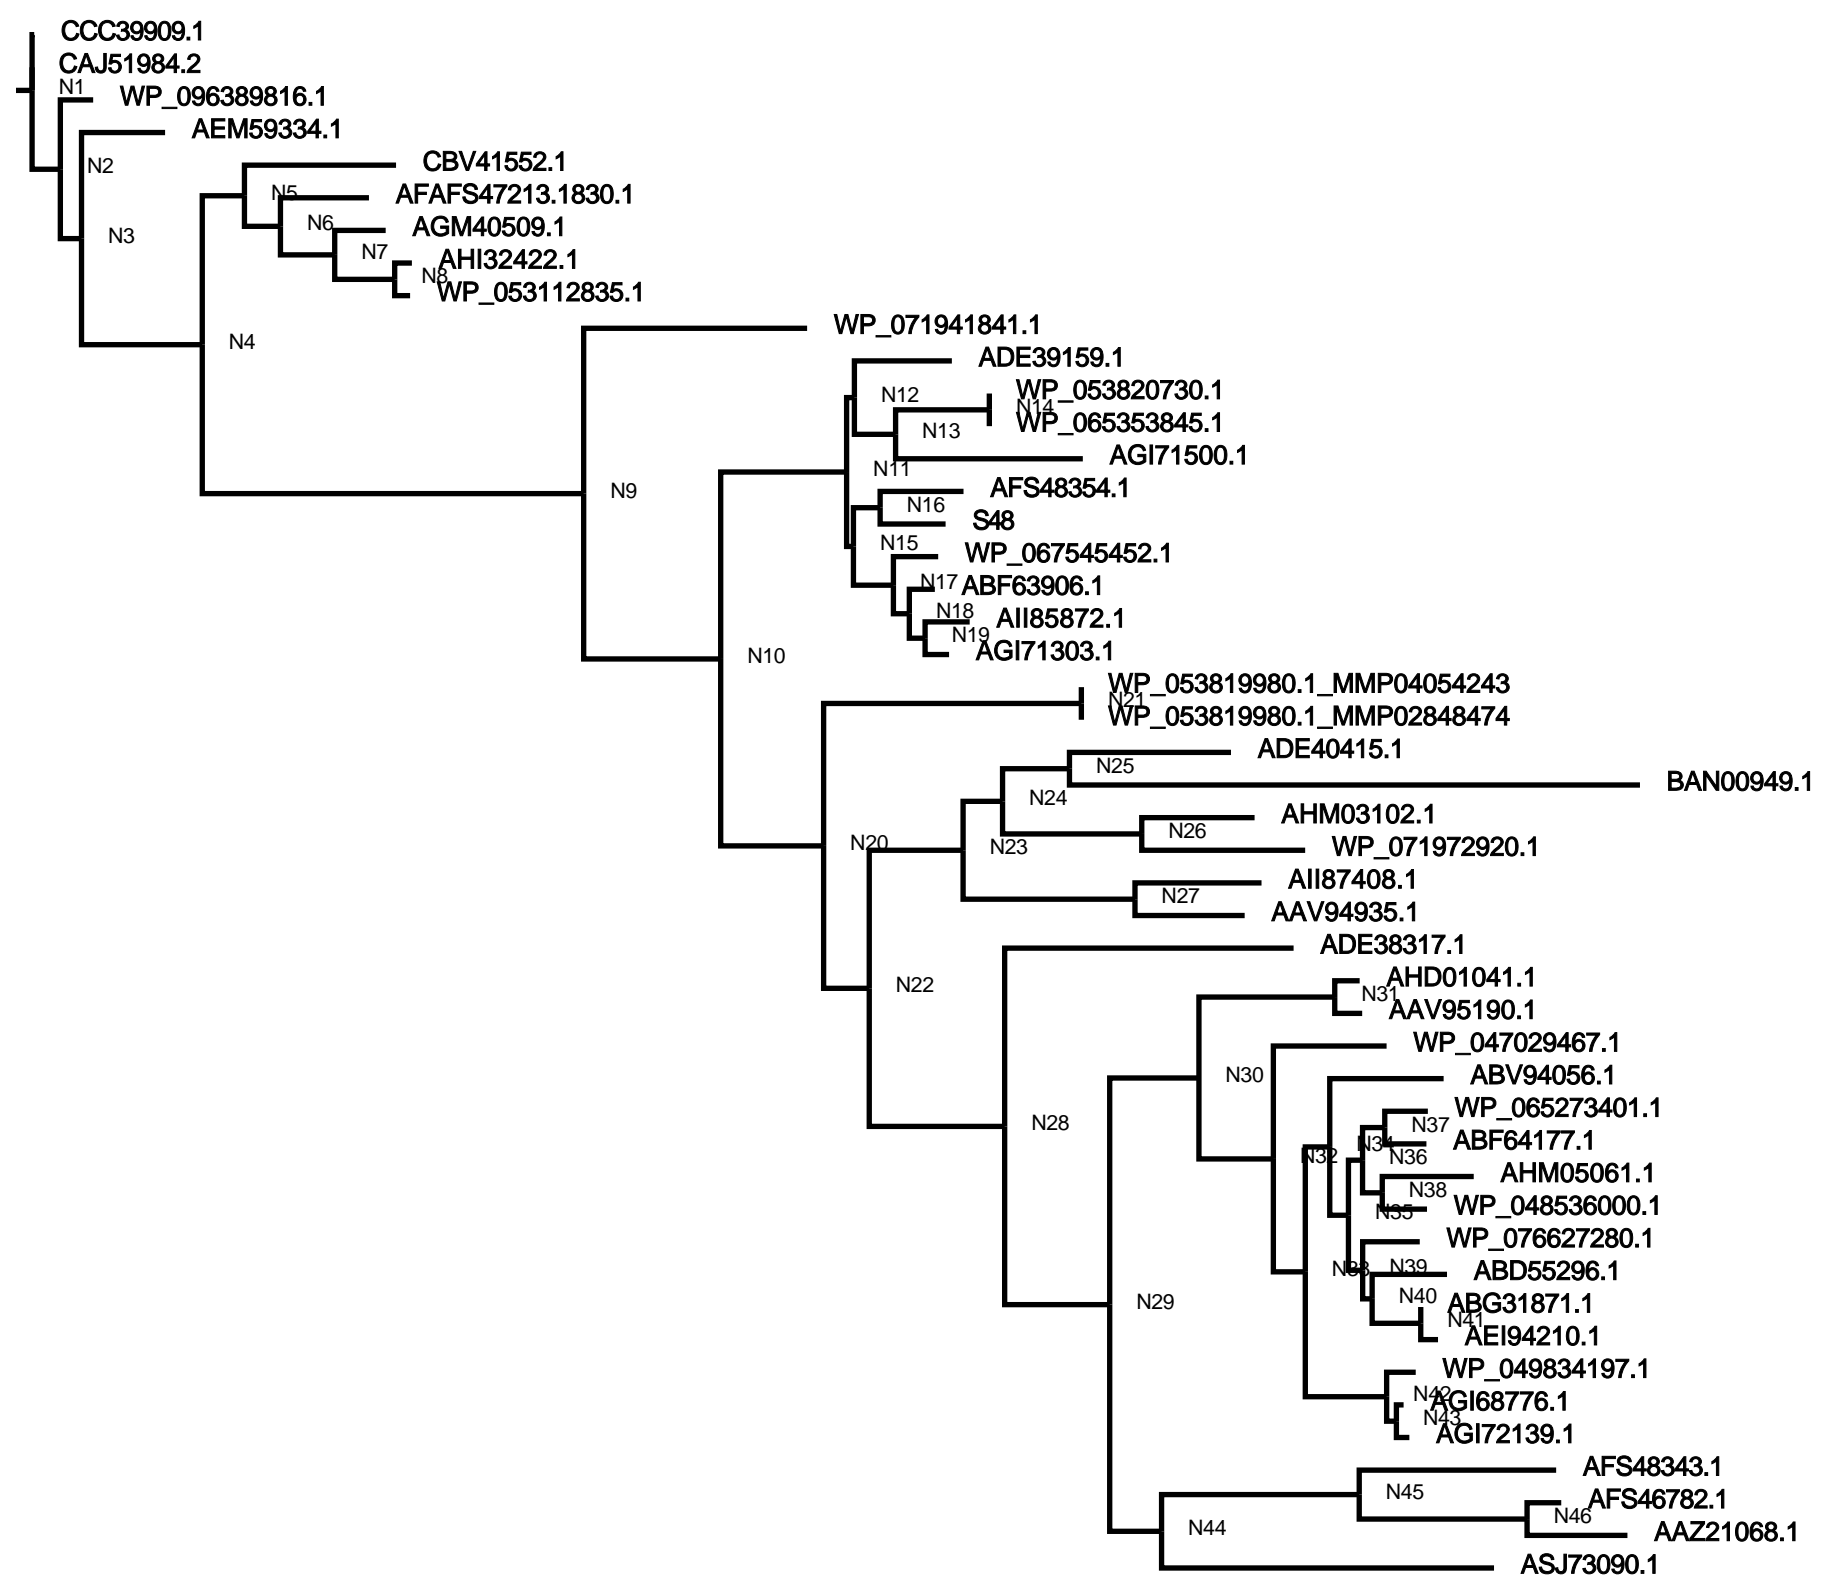 CCC39909.1
CAJ51984.2
N1
WP_096389816.1
AEM59334.1
N2
CBV41552.1
N5
AFAFS47213.1830.1
N6
AGM40509.1
N3
N7
AHI32422.1
N8
WP_053112835.1
WP_071941841.1
N4
ADE39159.1
WP_053820730.1
N12
N14
WP_065353845.1
N13
AGI71500.1
N11
AFS48354.1
N9
N16
S48
N15
WP_067545452.1
N17
ABF63906.1
N18
AII85872.1
N19
AGI71303.1
N10
WP_053819980.1_MMP04054243
N21
WP_053819980.1_MMP02848474
ADE40415.1
N25
BAN00949.1
N24
AHM03102.1
N26
N20
N23
WP_071972920.1
AII87408.1
N27
AAV94935.1
ADE38317.1
AHD01041.1
N22
N31
AAV95190.1
WP_047029467.1
N30
ABV94056.1
WP_065273401.1
N28
N37
ABF64177.1
N34
N32
N36
AHM05061.1
N38
WP_048536000.1
N35
WP_076627280.1
N33
N39
ABD55296.1
N40
N29
ABG31871.1
N41
AEI94210.1
WP_049834197.1
N42
AGI68776.1
N43
AGI72139.1
AFS48343.1
N45
AFS46782.1
N46
N44
AAZ21068.1
ASJ73090.1